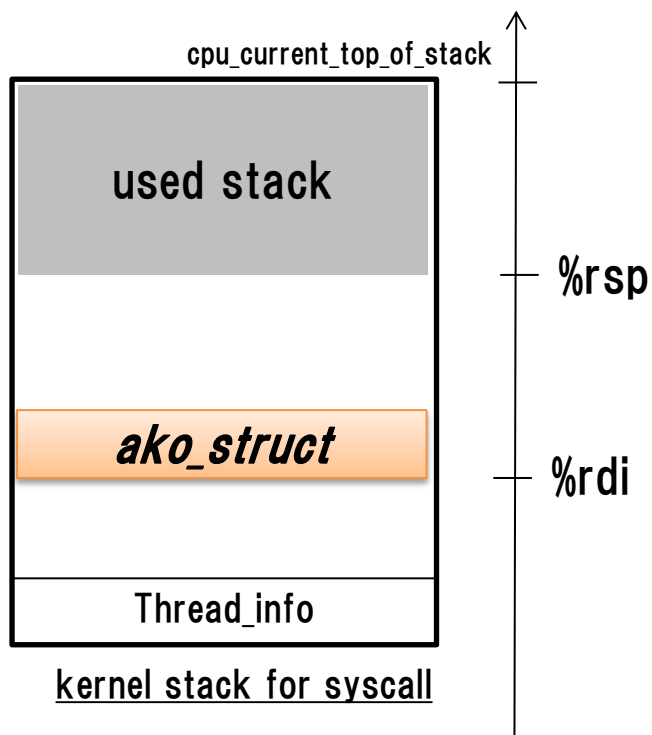 cpu_current_top_of_stack
used stack
%rsp
ako_struct
%rdi
Thread_info
kernel stack for syscall